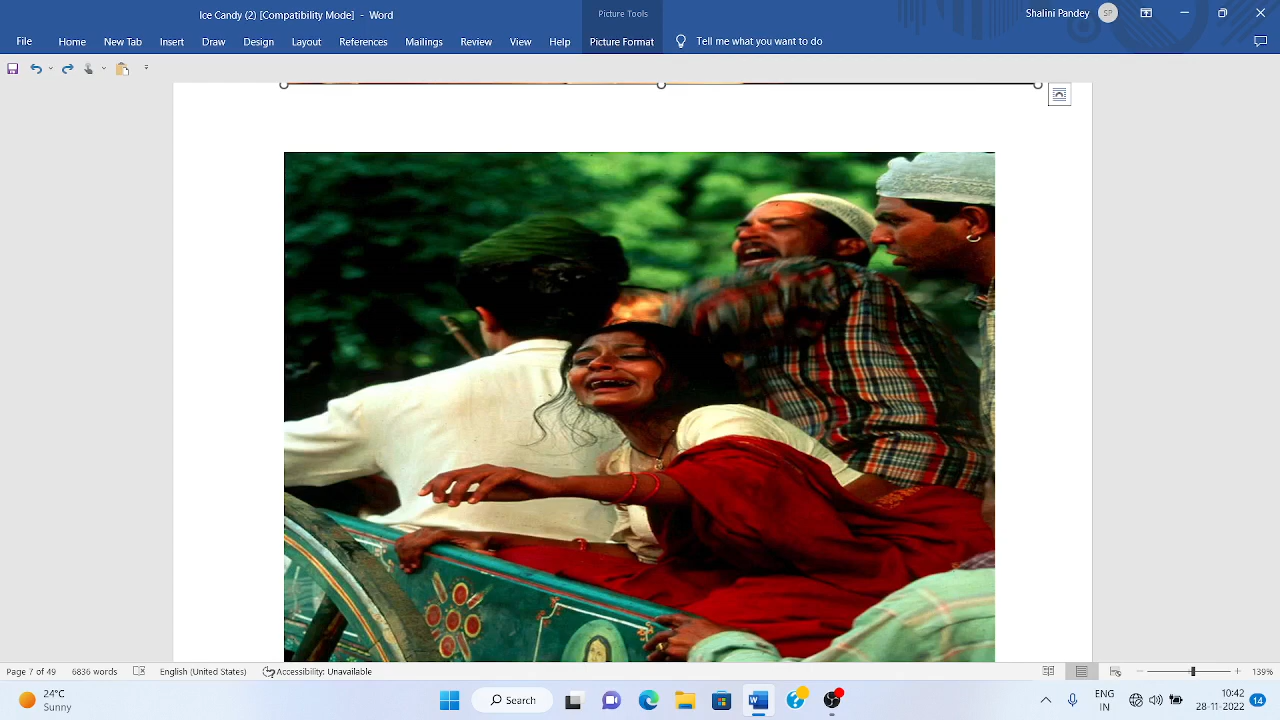 Ice Candy (2) [Compatibility Mode] - Word
Picture Tools
Shalini Pandey
SP
File Home New Tab Insert Draw Design Layout References Mailings Review View Help Picture Format Tell me what you want to do
Page 7 of 49 6836 words English (United States) Accessibility: Unavailable 139%
24°C
Sunny
Search
ENG
IN
10:42
28-11-2022
14